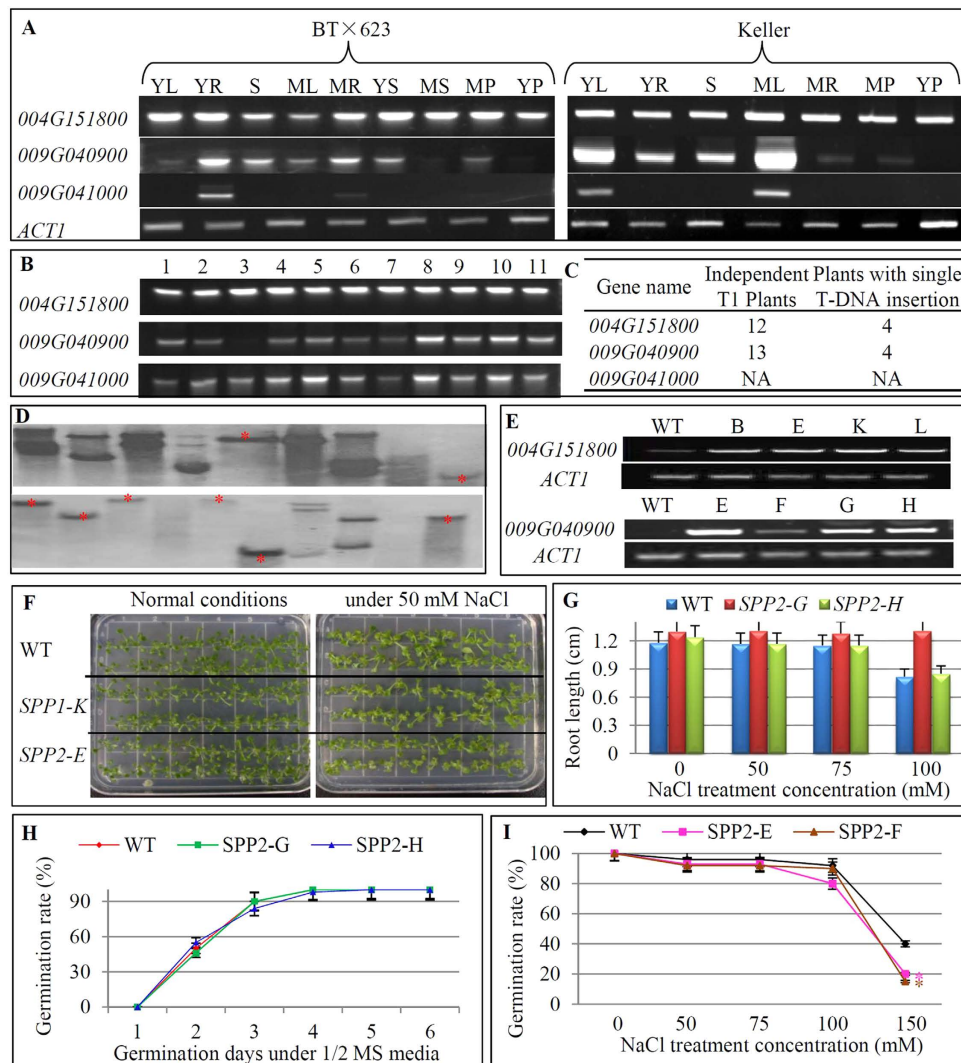 A
BT×623
Keller
YL YR S ML MR YS MS MP YP
YL YR S ML MR MP YP
004G151800
009G040900
009G041000
ACT1
B
1 2 3 4 5 6 7 8 9 10 11
004G151800
009G040900
009G041000
C
Gene name Independent T1 Plants Plants with single T-DNA insertion
004G151800 12 4
009G040900 13 4
009G041000 NA NA
D
* *
* * * * * *
E
WT B E K L
004G151800
ACT1
WT E F G H
009G040900
ACT1
F
Normal conditions under 50 mM NaCl
WT
SPP1-K
SPP2-E
G
WT SPP2-G SPP2-H
Root length (cm)
1.2
0.9
0.6
0.3
0
0 50 75 100
NaCl treatment concentration (mM)
H
WT SPP2-G SPP2-H
Germination rate (%)
90
60
30
0
1 2 3 4 5 6
Germination days under 1/2 MS media
I
WT SPP2-E SPP2-F
Germination rate (%)
100
80
60
40
20
0
* *
0 50 75 100 150
NaCl treatment concentration (mM)